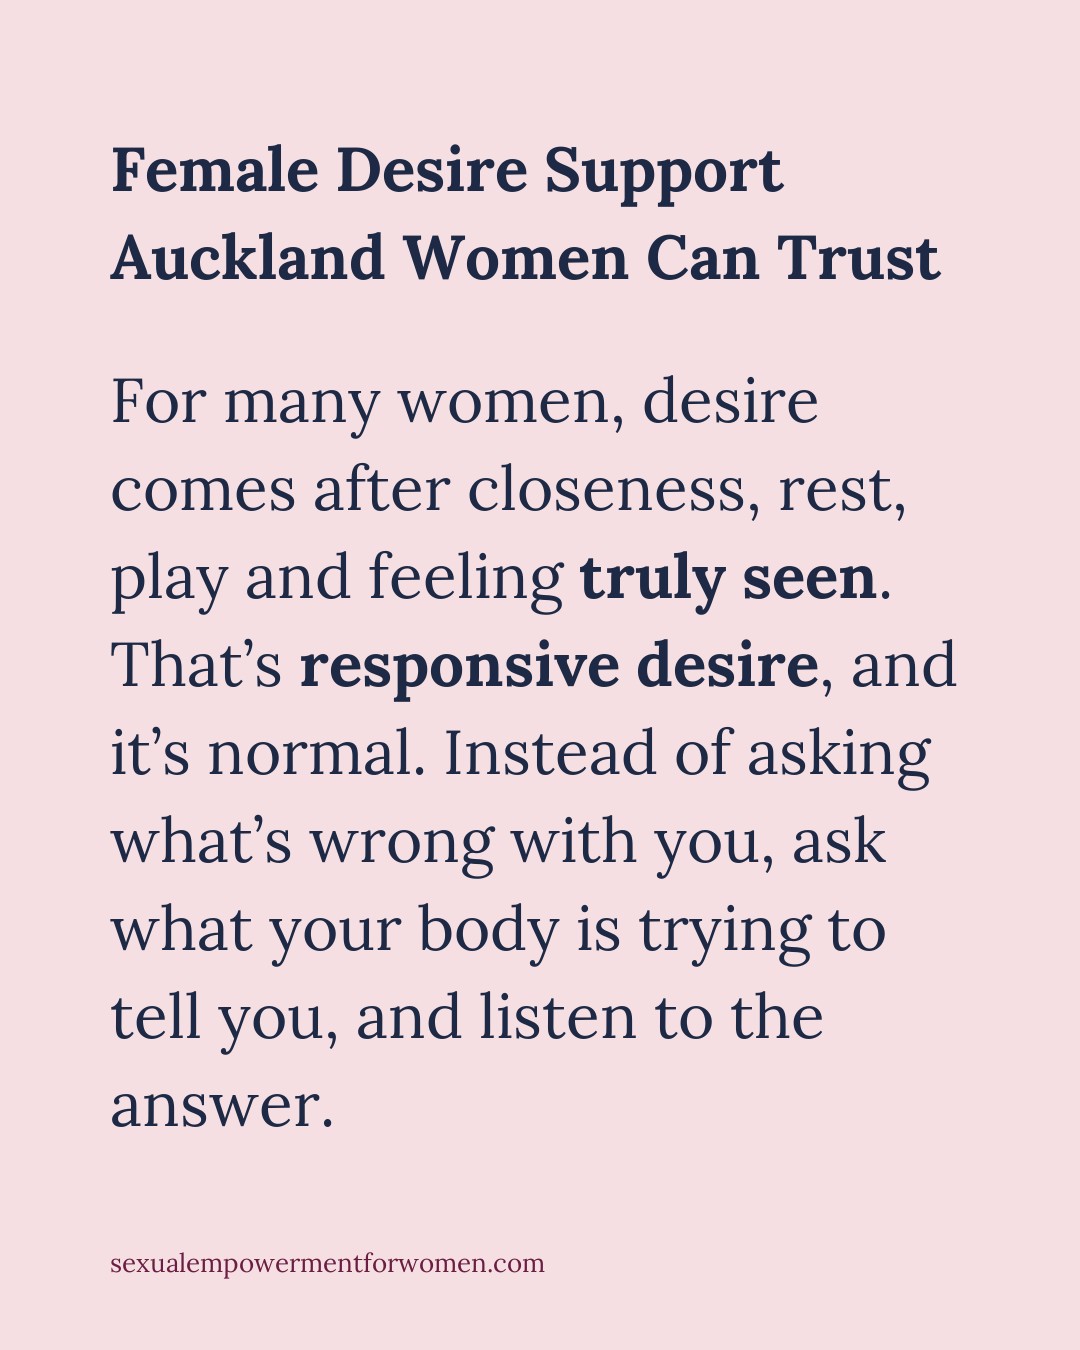 Female Desire Support
Auckland Women Can Trust
For many women, desire
comes after closeness, rest,
play and feeling truly seen.
That’s responsive desire, and
it’s normal. Instead of asking
what’s wrong with you, ask
what your body is trying to
tell you, and listen to the
answer.
sexualempowermentforwomen.com